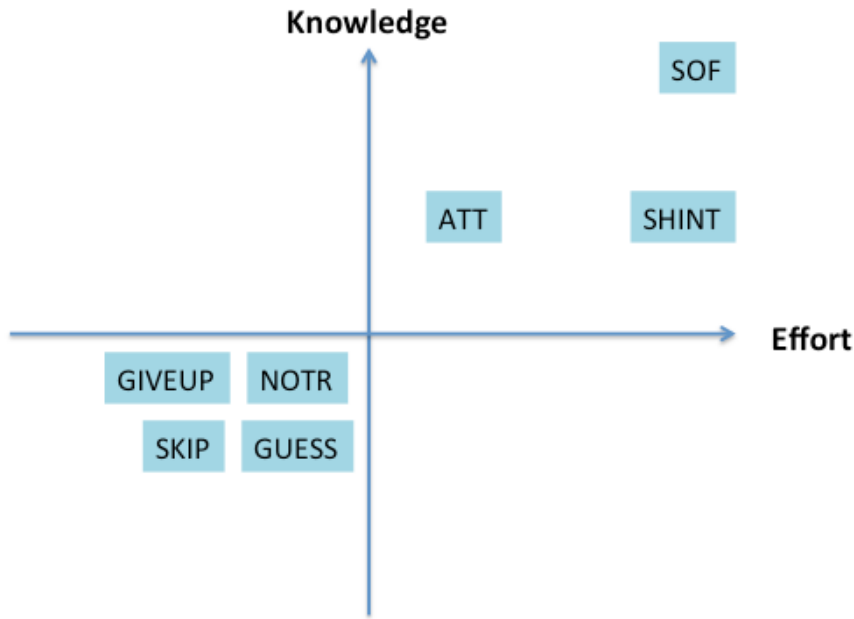 Knowledge
SOF
ATT
SHINT
Effort
GIVEUP
NOTR
SKIP
GUESS